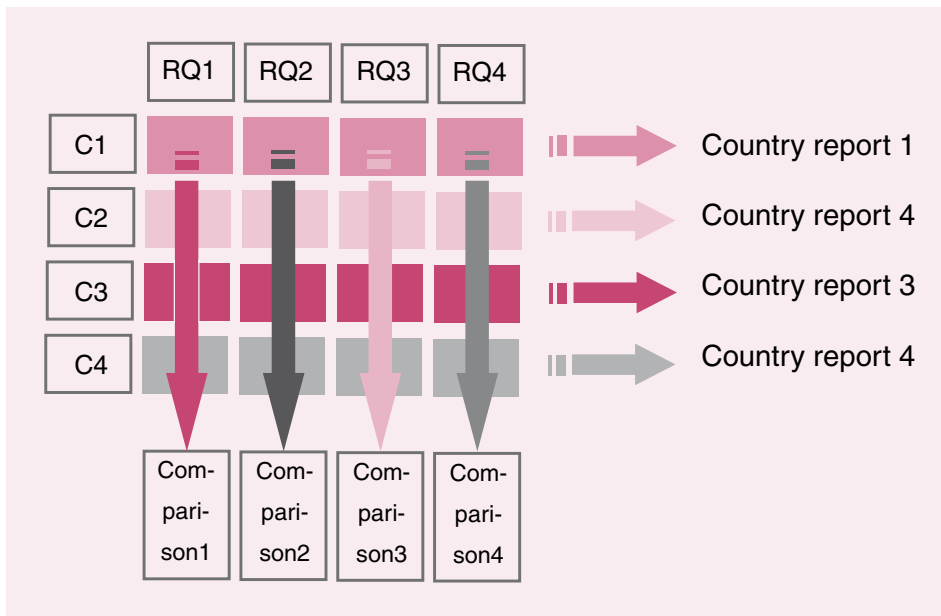 RQ1 RQ2 RQ3 RQ4
C1 Country report 1
C2 Country report 4
C3 Country report 3
C4 Country report 4
Com- Com- Com- Com-
pari- pari- pari- pari-
son1 son2 son3 son4